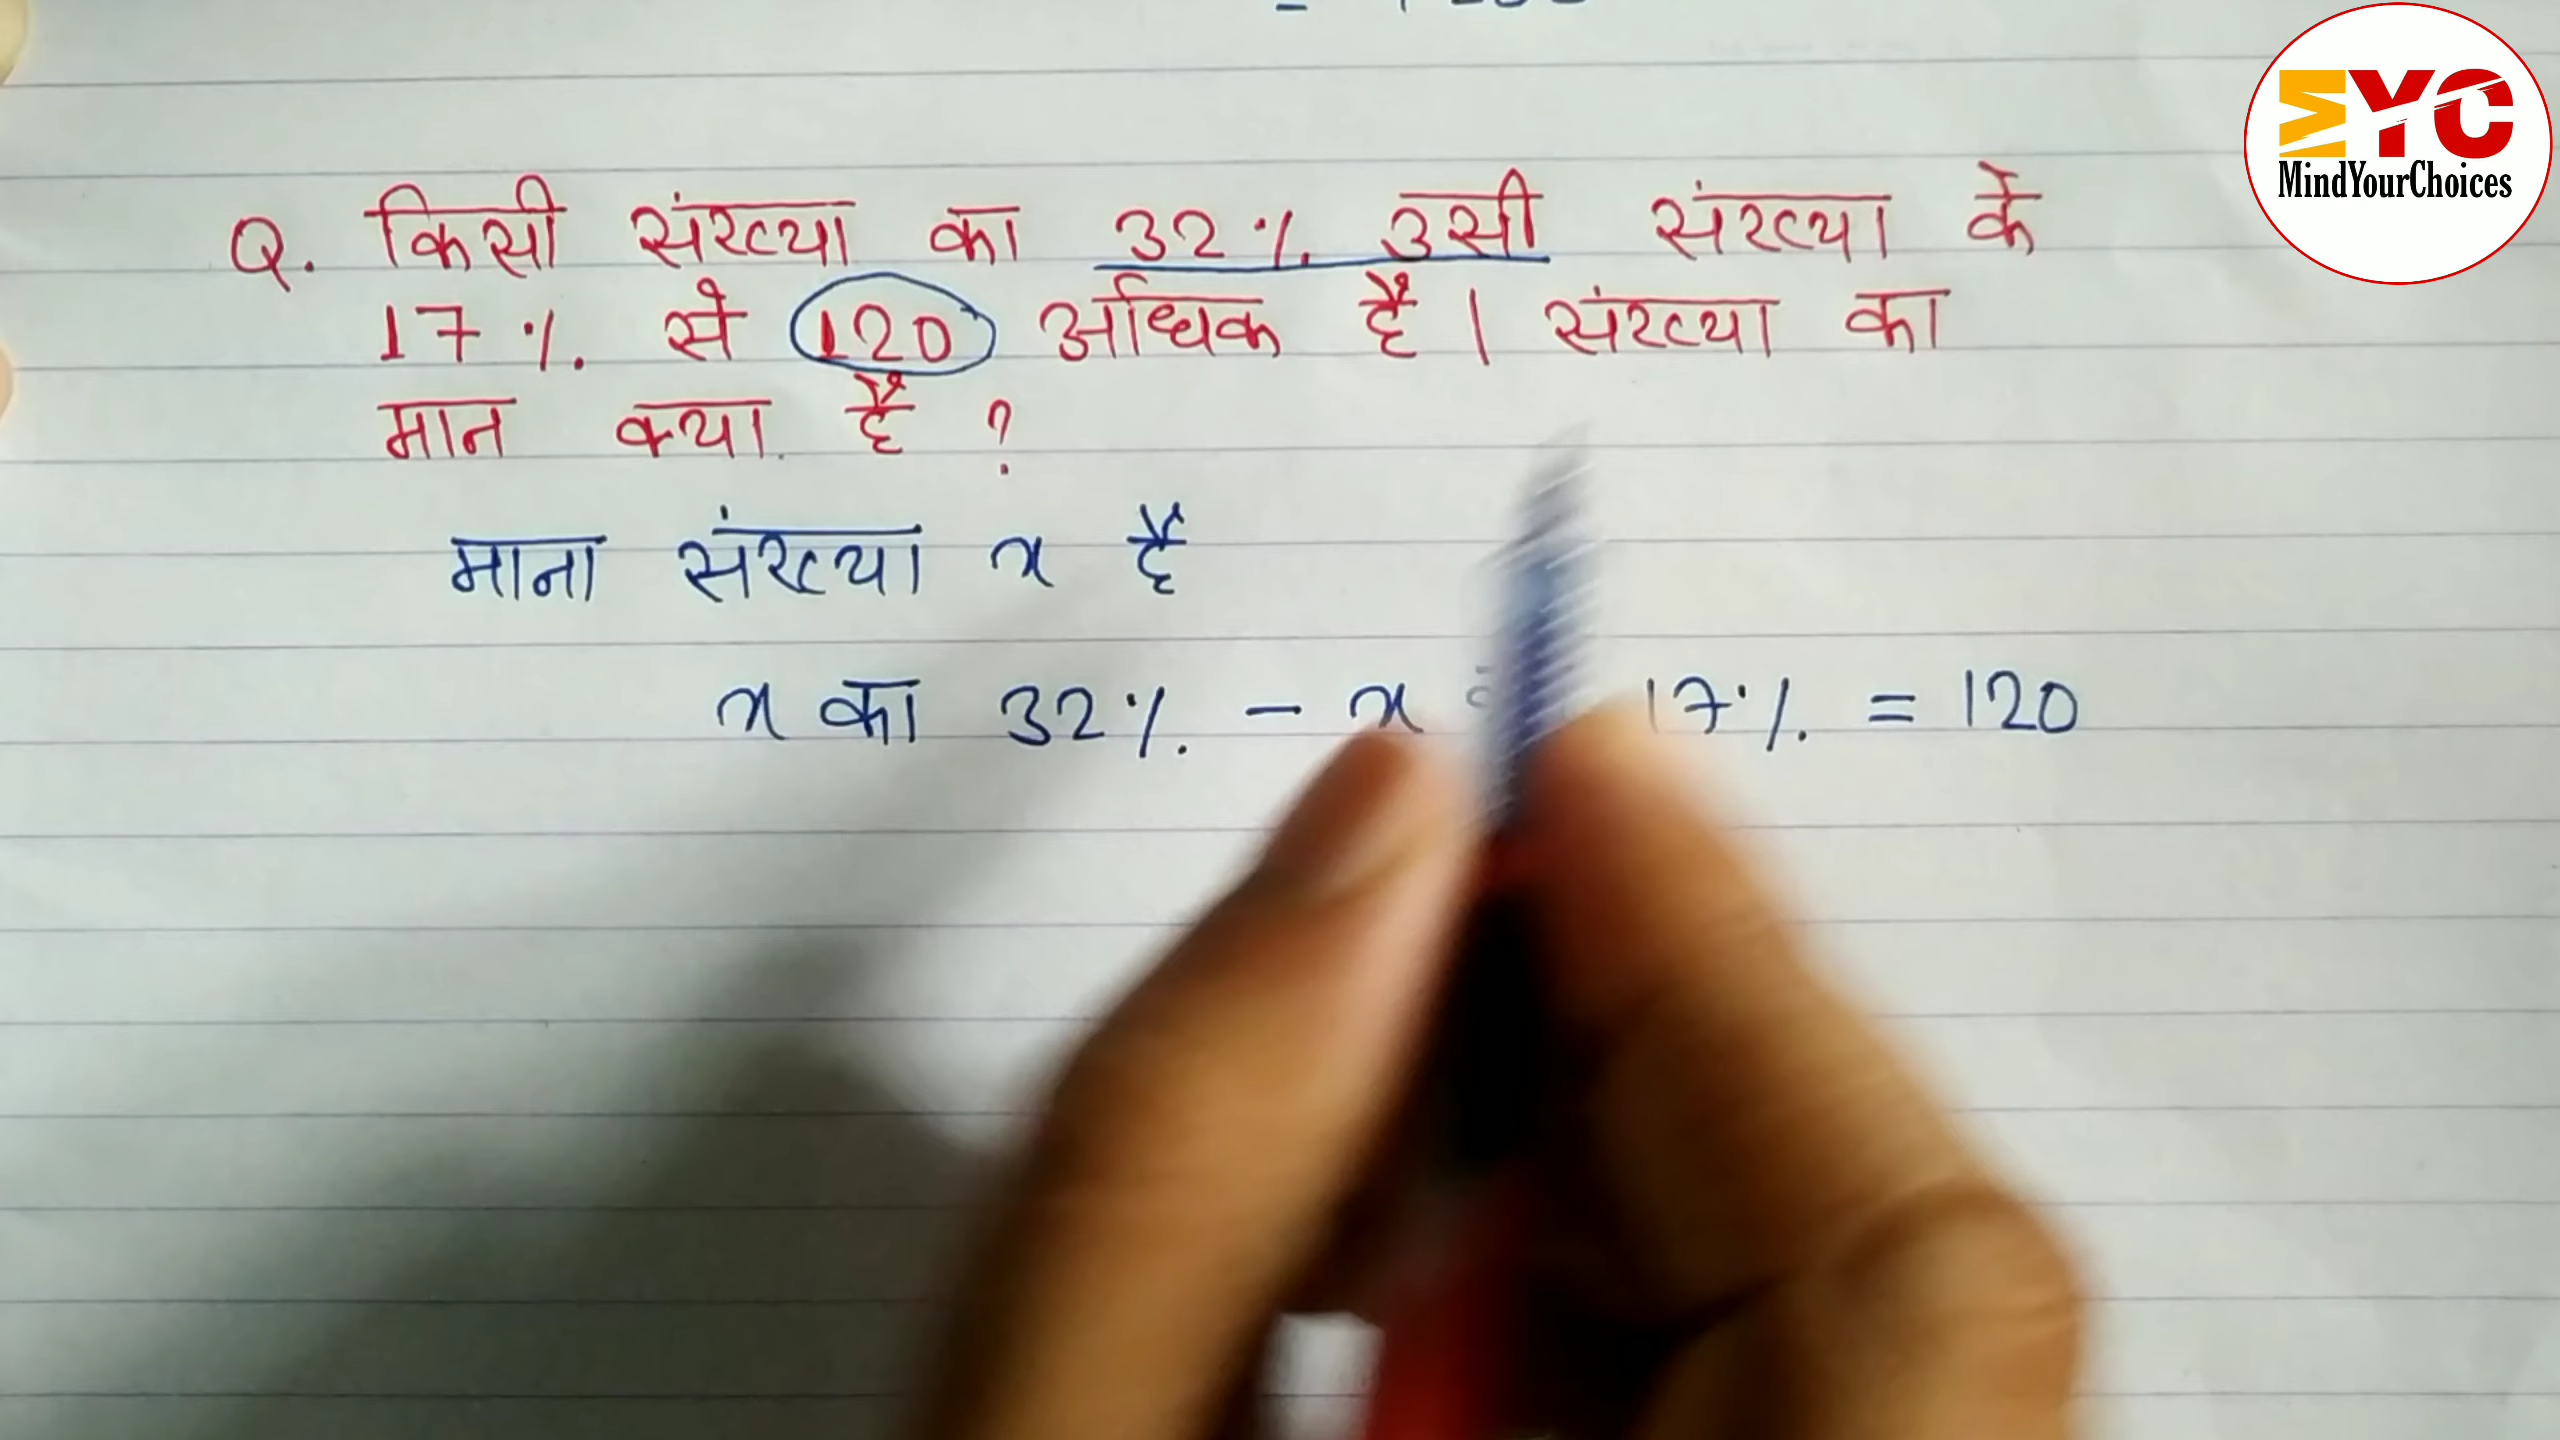 Q. किसी संख्या का 32% उसी संख्या के
17% से 120 अधिक है। संख्या का
मान क्या है ?
माना संख्या x है
x का 32% - x 17% = 120
MYC
MindYourChoices